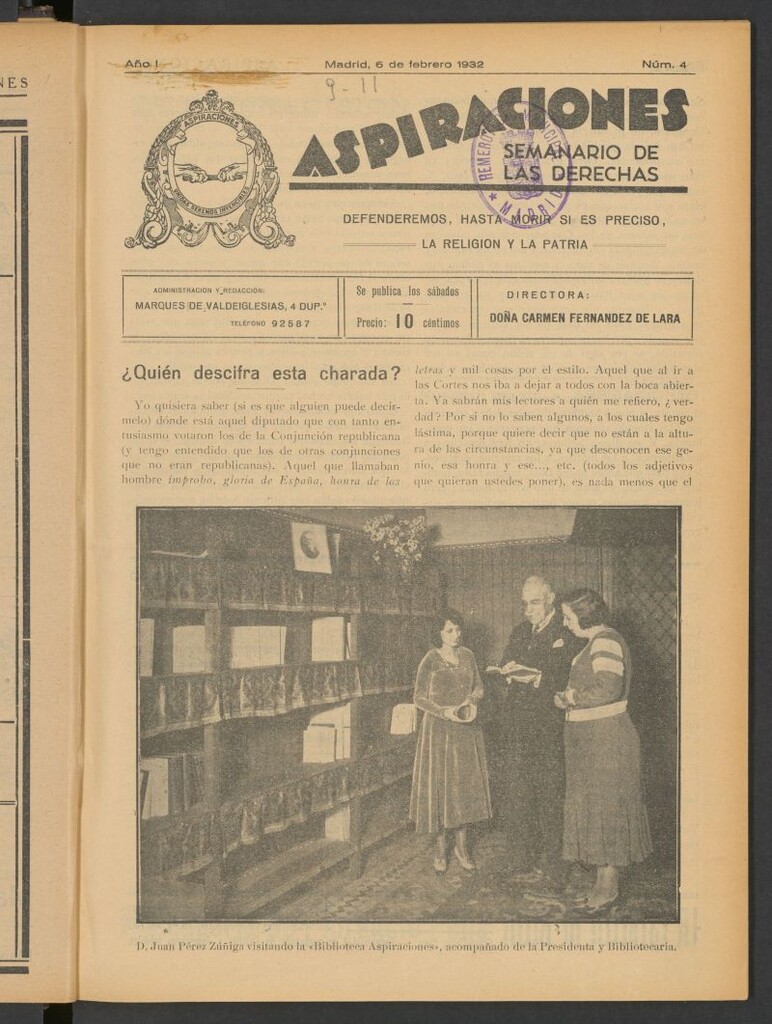 NES
Año I
Madrid, 6 de febrero 1932
Núm. 4
9-11
ASPIRACIONES
UNIDAS SEREMOS INVENCIBLES
ASPIRACIONES
SEMANARIO DE
LAS DERECHAS
HEMEROTECA MUNICIPAL
MADRID
DEFENDEREMOS, HASTA MORIR SI ES PRECISO,
LA RELIGION Y LA PATRIA
ADMINISTRACION Y REDACCION:
MARQUES DE VALDEIGLESIAS, 4 DUP.º
TELÉFONO 92587
Se publica los sábados
Precio: 10 céntimos
DIRECTORA:
DOÑA CARMEN FERNANDEZ DE LARA
¿Quién descifra esta charada?
Yo quisiera saber (si es que alguien puede decír-
melo) dónde está aquel diputado que con tanto en-
tusiasmo votaron los de la Conjunción republicana
(y tengo entendido que los de otras conjunciones
que no eran republicanas). Aquel que llamaban
hombre ímprobo, gloria de España, honra de las
letras y mil cosas por el estilo. Aquel que al ir a
las Cortes nos iba a dejar a todos con la boca abier-
ta. Ya sabrán mis lectores a quién me refiero, ¿ver-
dad? Por si no lo saben algunos, a los cuales tengo
lástima, porque quiere decir que no están a la altu-
ra de las circunstancias, ya que desconocen ese ge-
nio, esa honra y ese..., etc. (todos los adjetivos
que quieran ustedes poner), es nada menos que el
D. Juan Pérez Zúñiga visitando la «Biblioteca Aspiraciones», acompañado de la Presidenta y Bibliotecaria.